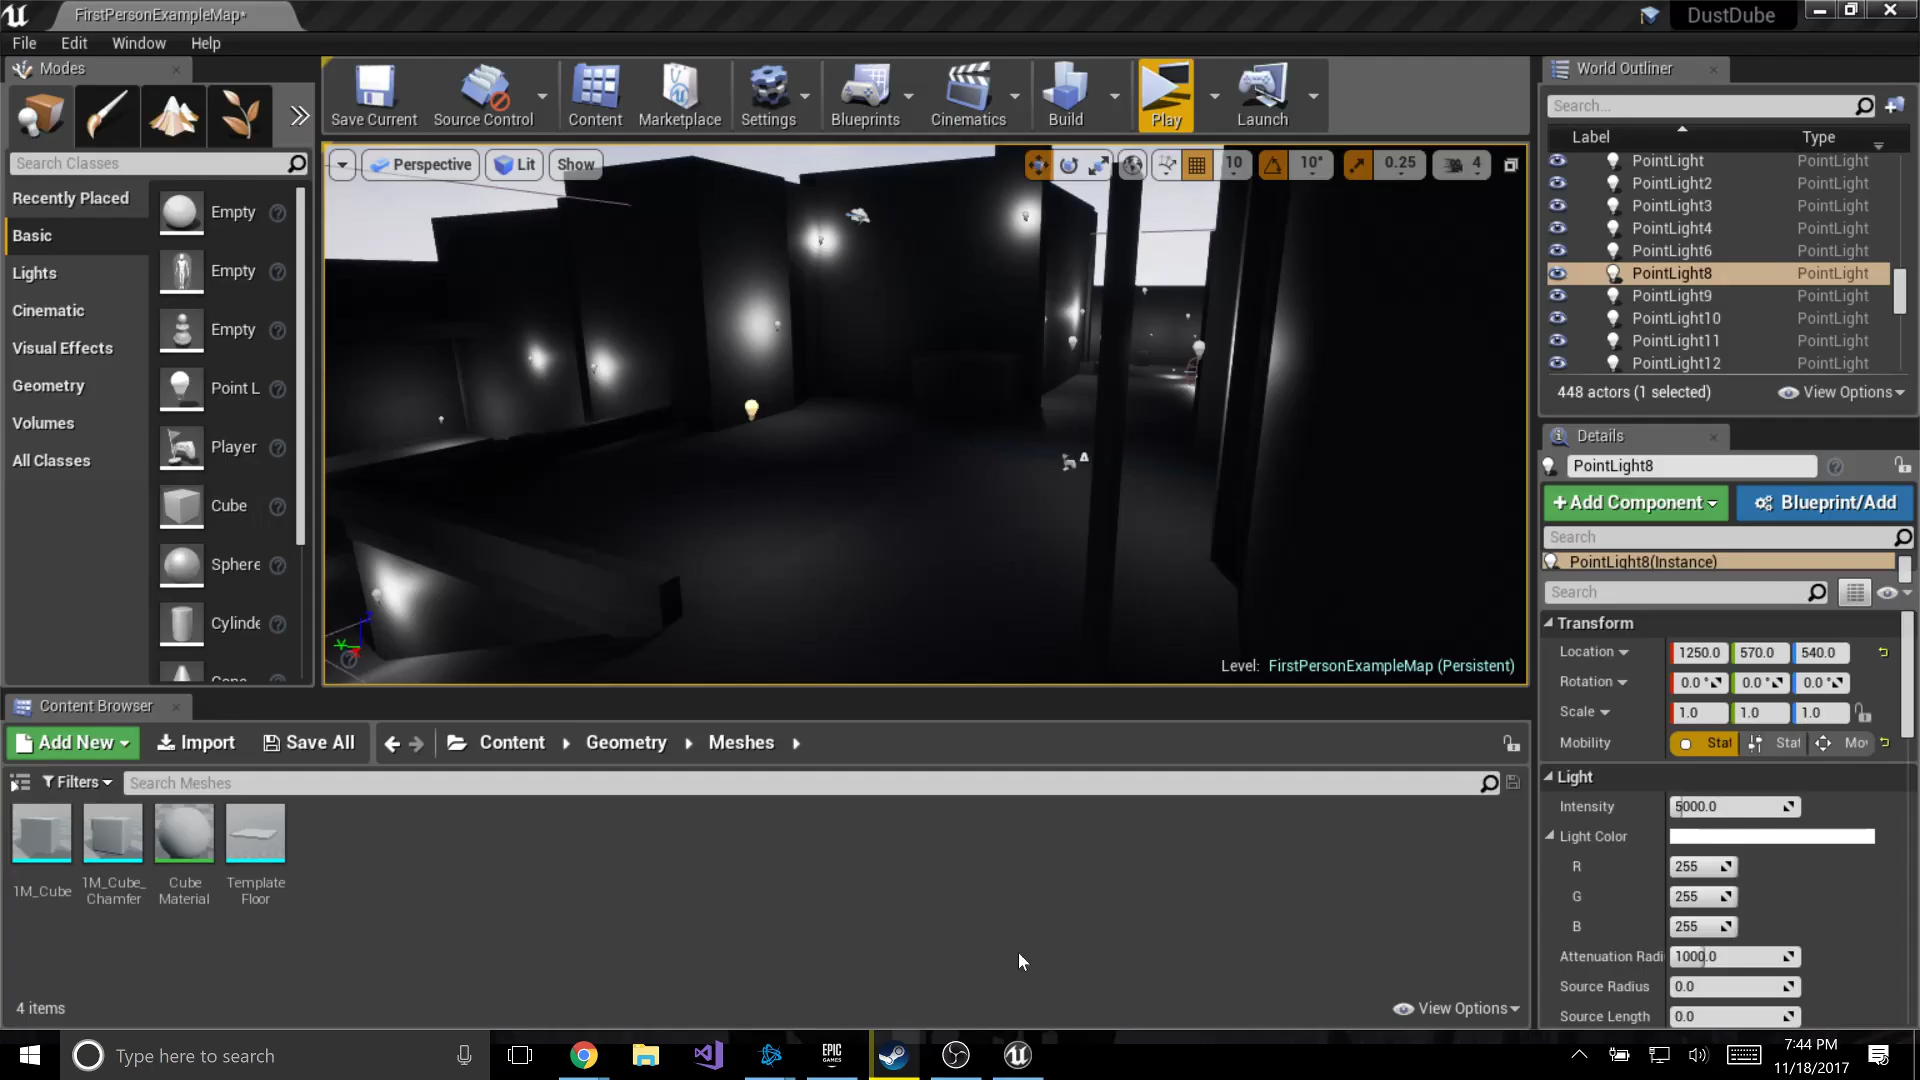 FirstPersonExampleMap*
DustDube
File Edit Window Help
Modes
Save Current
Source Control
Content
Marketplace
Settings
Blueprints
Cinematics
Build
Play
Launch
Search Classes
Recently Placed
Basic
Lights
Cinematic
Visual Effects
Geometry
Volumes
All Classes
Empty
Empty
Empty
Point L
Player
Cube
Sphere
Cylinde
Perspective
Lit
Show
10
10°
0.25
4
Level: FirstPersonExampleMap (Persistent)
World Outliner
Search...
Label Type
PointLight PointLight
PointLight2 PointLight
PointLight3 PointLight
PointLight4 PointLight
PointLight6 PointLight
PointLight8 PointLight
PointLight9 PointLight
PointLight10 PointLight
PointLight11 PointLight
PointLight12 PointLight
448 actors (1 selected)
View Options
Details
PointLight8
+ Add Component
Blueprint/Add
Search
PointLight8(Instance)
Search
Transform
Location 1250.0 570.0 540.0
Rotation 0.0 ° 0.0 ° 0.0 °
Scale 1.0 1.0 1.0
Mobility Stat Stat Mov
Light
Intensity 5000.0
Light Color
R 255
G 255
B 255
Attenuation Radi 1000.0
Source Radius 0.0
Source Length 0.0
Content Browser
Add New
Import
Save All
Content
Geometry
Meshes
Filters
Search Meshes
1M_Cube
1M_Cube_
Chamfer
Cube
Material
Template
Floor
4 items
View Options
Type here to search
EPIC
GAMES
7:44 PM
11/18/2017